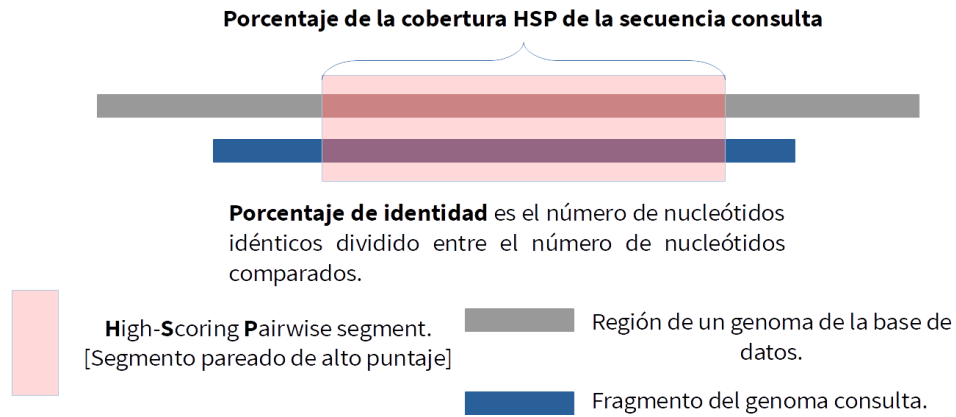 Porcentaje de la cobertura HSP de la secuencia consulta
Porcentaje de identidad es el número de nucleótidos
idénticos dividido entre el número de nucleótidos
comparados.
High-Scoring Pairwise segment.
[Segmento pareado de alto puntaje]
Región de un genoma de la base de
datos.
Fragmento del genoma consulta.